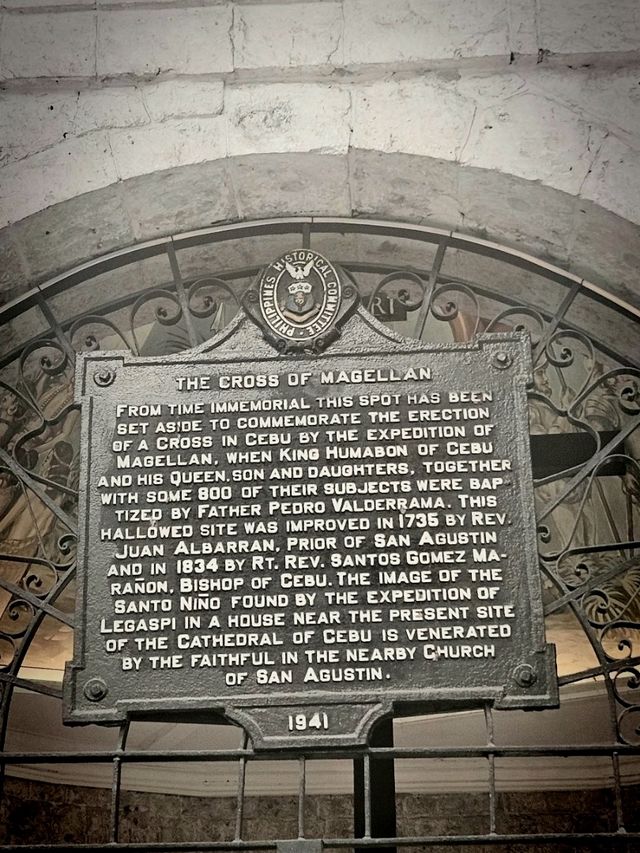 PHILIPPINES HISTORICAL COMMITTEE
THE CROSS OF MAGELLAN
FROM TIME IMMEMORIAL THIS SPOT HAS BEEN
SET ASIDE TO COMMEMORATE THE ERECTION
OF A CROSS IN CEBU BY THE EXPEDITION OF
MAGELLAN, WHEN KING HUMABON OF CEBU
AND HIS QUEEN, SON AND DAUGHTERS, TOGETHER
WITH SOME 800 OF THEIR SUBJECTS WERE BAP-
TIZED BY FATHER PEDRO VALDERRAMA. THIS
HALLOWED SITE WAS IMPROVED IN 1735 BY REV.
JUAN ALBARRAN, PRIOR OF SAN AGUSTIN
AND IN 1834 BY RT. REV. SANTOS GOMEZ MA-
RAÑON, BISHOP OF CEBU. THE IMAGE OF THE
SANTO NIÑO FOUND BY THE EXPEDITION OF
LEGASPI IN A HOUSE NEAR THE PRESENT SITE
OF THE CATHEDRAL OF CEBU IS VENERATED
BY THE FAITHFUL IN THE NEARBY CHURCH
OF SAN AGUSTIN.
1941